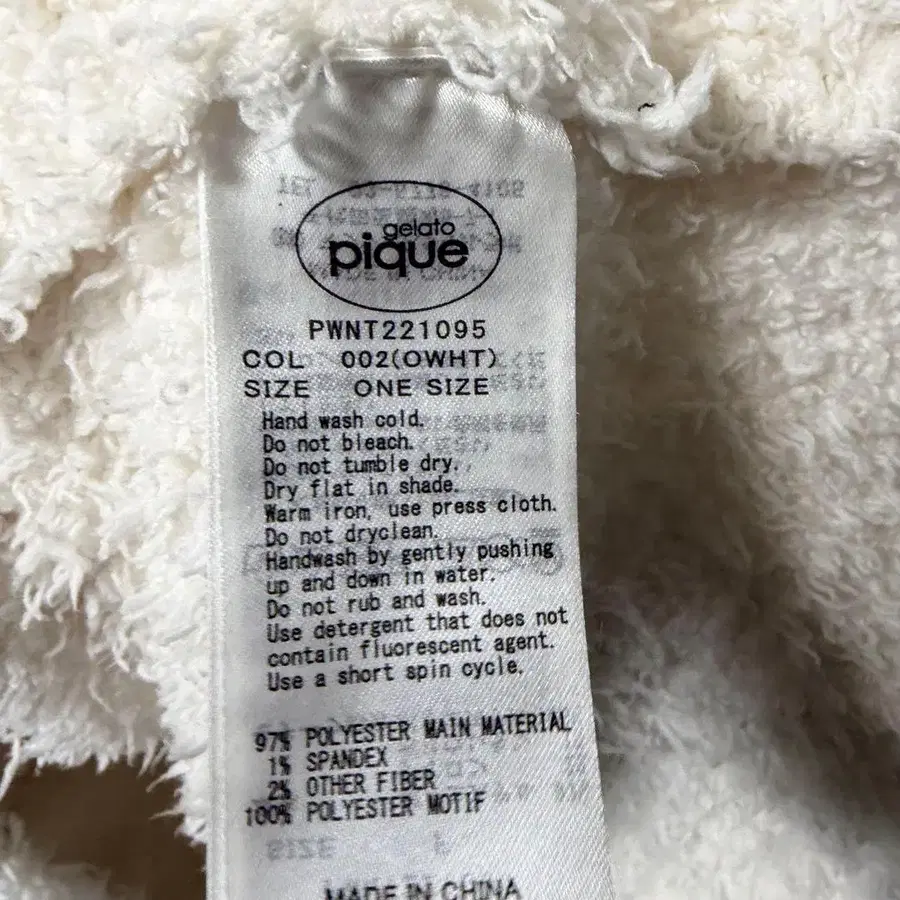 gelato
pique
PWNT221095
COL 002(OWHT)
SIZE ONE SIZE
Hand wash cold.
Do not bleach.
Do not tumble dry.
Dry flat in shade.
Warm iron, use press cloth.
Do not dryclean.
Handwash by gently pushing
up and down in water.
Do not rub and wash.
Use detergent that does not
contain fluorescent agent.
Use a short spin cycle.
97% POLYESTER MAIN MATERIAL
1% SPANDEX
2% OTHER FIBER
100% POLYESTER MOTIF
MADE IN CHINA